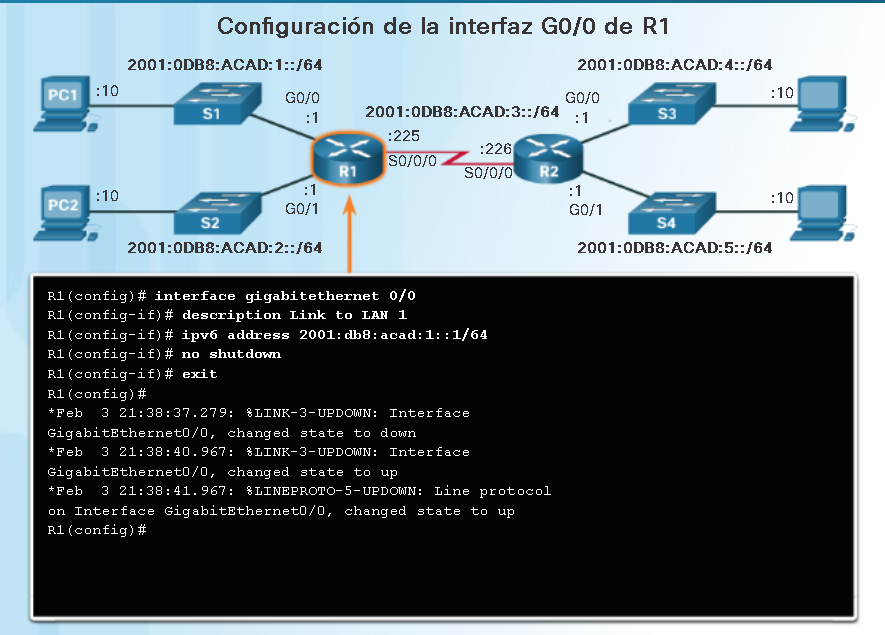 Configuración de la interfaz G0/0 de R1
2001:0DB8:ACAD:1::/64
2001:0DB8:ACAD:4::/64
PC1
:10
S1
G0/0
:1
2001:0DB8:ACAD:3::/64
G0/0
:1
S3
:10
:225
S0/0/0
R1
:226
S0/0/0
R2
PC2
:10
S2
:1
G0/1
:1
G0/1
S4
:10
2001:0DB8:ACAD:2::/64
2001:0DB8:ACAD:5::/64
R1(config)# interface gigabitethernet 0/0
R1(config-if)# description Link to LAN 1
R1(config-if)# ipv6 address 2001:db8:acad:1::1/64
R1(config-if)# no shutdown
R1(config-if)# exit
R1(config)#
*Feb  3 21:38:37.279: %LINK-3-UPDOWN: Interface
GigabitEthernet0/0, changed state to down
*Feb  3 21:38:40.967: %LINK-3-UPDOWN: Interface
GigabitEthernet0/0, changed state to up
*Feb  3 21:38:41.967: %LINEPROTO-5-UPDOWN: Line protocol
on Interface GigabitEthernet0/0, changed state to up
R1(config)#